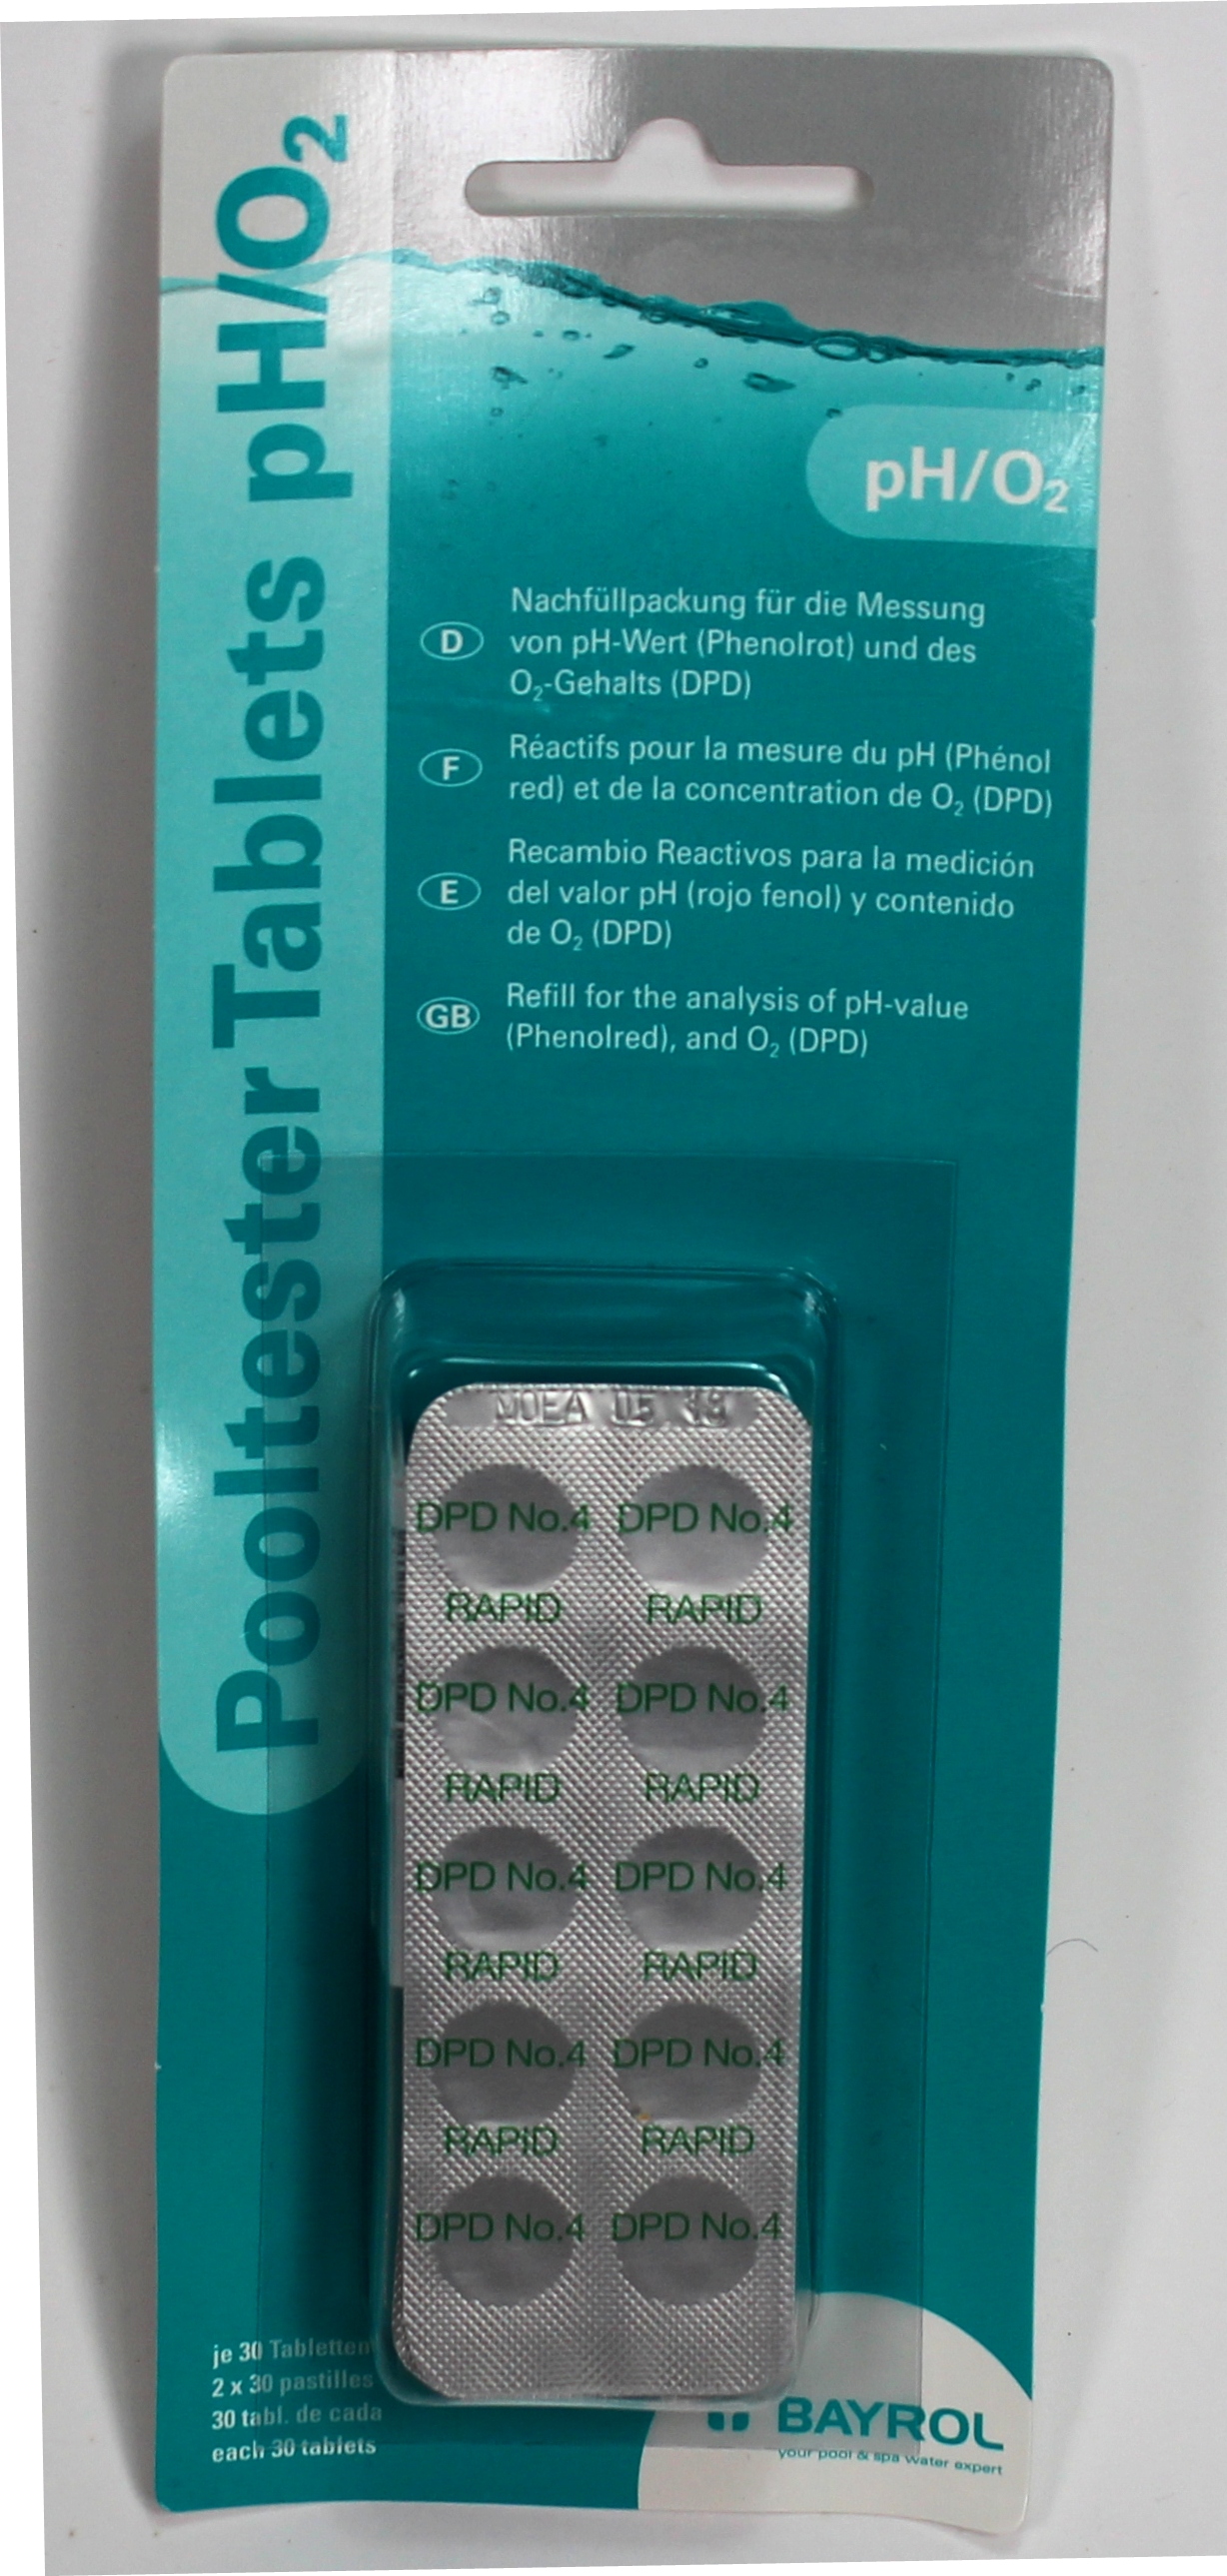 Pooltester Tablets pH/O₂
pH/O₂
D
Nachfüllpackung für die Messung
von pH-Wert (Phenolrot) und des
O₂-Gehalts (DPD)
F
Réactifs pour la mesure du pH (Phénol
red) et de la concentration de O₂ (DPD)
E
Recambio Reactivos para la medición
del valor pH (rojo fenol) y contenido
de O₂ (DPD)
GB
Refill for the analysis of pH-value
(Phenolred), and O₂ (DPD)
DPD No.4 DPD No.4
RAPID RAPID
DPD No.4 DPD No.4
RAPID RAPID
DPD No.4 DPD No.4
RAPID RAPID
DPD No.4 DPD No.4
RAPID RAPID
DPD No.4 DPD No.4
je 30 Tabletten
2 x 30 pastilles
30 tabl. de cada
each 30 tablets
BAYROL
your pool & spa water expert